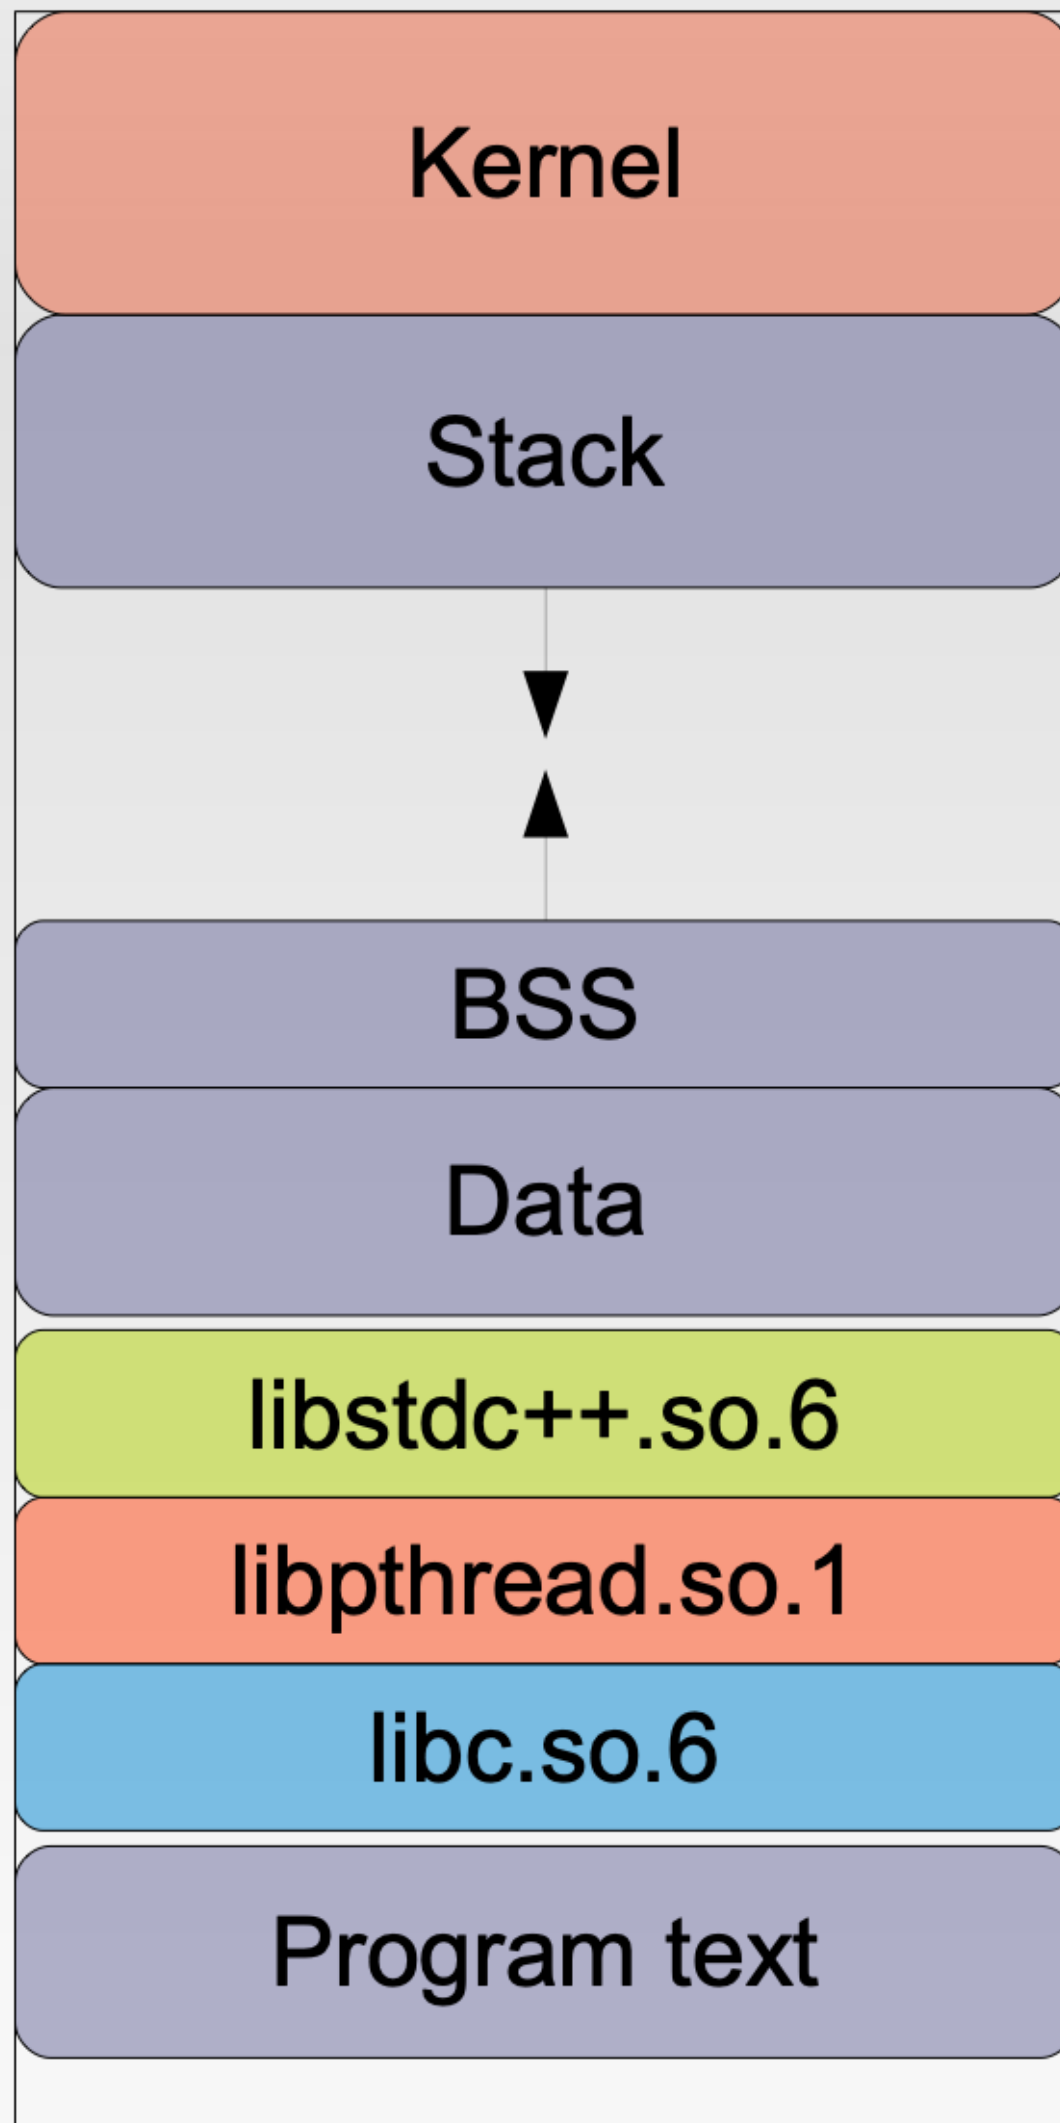 Kernel
Stack
BSS
Data
libstdc++.so.6
libpthread.so.1
libc.so.6
Program text